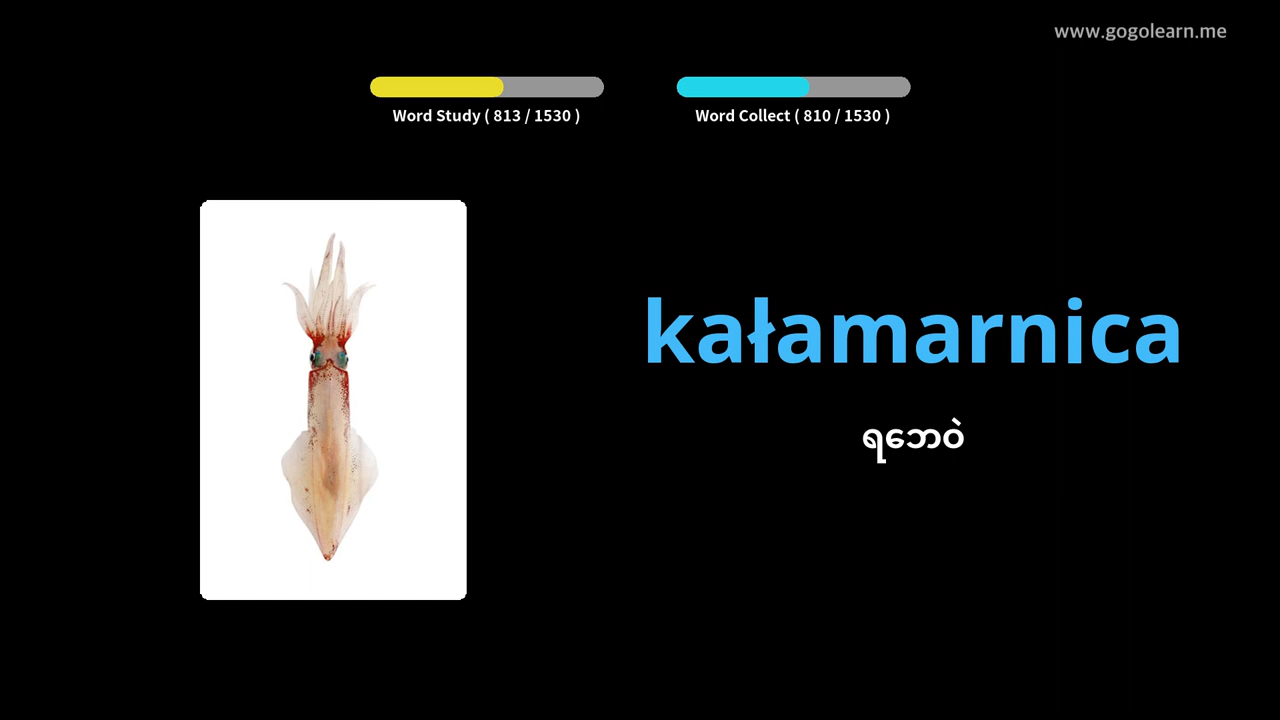 www.gogolearn.me
Word Study ( 813 / 1530 )
Word Collect ( 810 / 1530 )
kałamarnica
ရဘေဝဲ